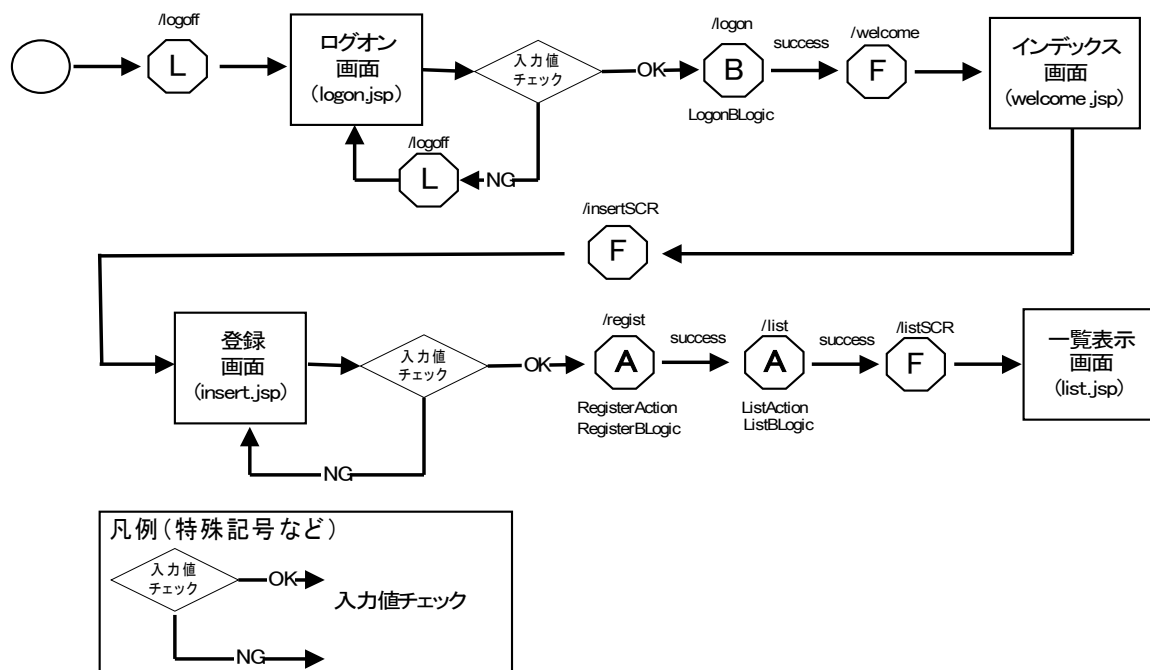 /logoff
L
ログオン
画面
(logon.jsp)
入力値
チェック
OK
/logon
B
LogonBLogic
success
/welcome
F
インデックス
画面
(welcome.jsp)
/logoff
L
NG
/insertSCR
F
登録
画面
(insert.jsp)
入力値
チェック
OK
/regist
A
RegisterAction
RegisterBLogic
success
/list
A
ListAction
ListBLogic
success
/listSCR
F
一覧表示
画面
(list.jsp)
NG
凡例(特殊記号など)
入力値
チェック
OK
入力値チェック
NG